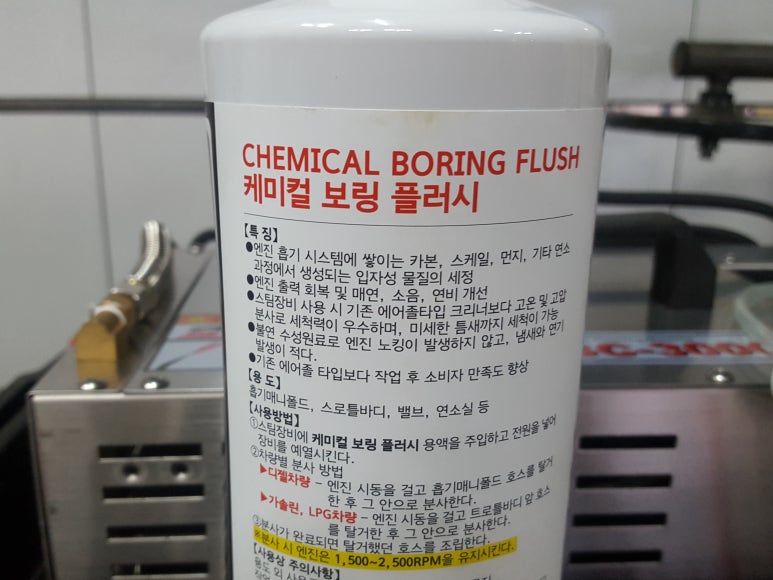 CHEMICAL BORING FLUSH
케미컬 보링 플러시
【특 징】
●엔진 흡기 시스템에 쌓이는 카본, 스케일, 먼지, 기타 연소
과정에서 생성되는 입자성 물질의 세정
●엔진 출력 회복 및 매연, 소음, 연비 개선
●스팀장비 사용 시 기존 에어졸타입 크리너보다 고온 및 고압
분사로 세척력이 우수하며, 미세한 틈새까지 세척이 가능
●불연 수성원료로 엔진 노킹이 발생하지 않고, 냄새와 연기
발생이 적다.
●기존 에어졸 타입보다 작업 후 소비자 만족도 향상
【용 도】
흡기매니폴드, 스로틀바디, 밸브, 연소실 등
【사용방법】
①스팀장비에 케미컬 보링 플러시 용액을 주입하고 전원을 넣어
장비를 예열시킨다.
②차량별 분사 방법
▶디젤차량 - 엔진 시동을 걸고 흡기매니폴드 호스를 탈거
한 후 그 안으로 분사한다.
▶가솔린, LPG차량 - 엔진 시동을 걸고 트로틀바디 앞 호스
를 탈거한 후 그 안으로 분사한다.
③분사가 완료되면 탈거했던 호스를 조립한다.
※분사 시 엔진은 1,500~2,500RPM을 유지시킨다.
【사용상 주의사항】
용도 외 사용